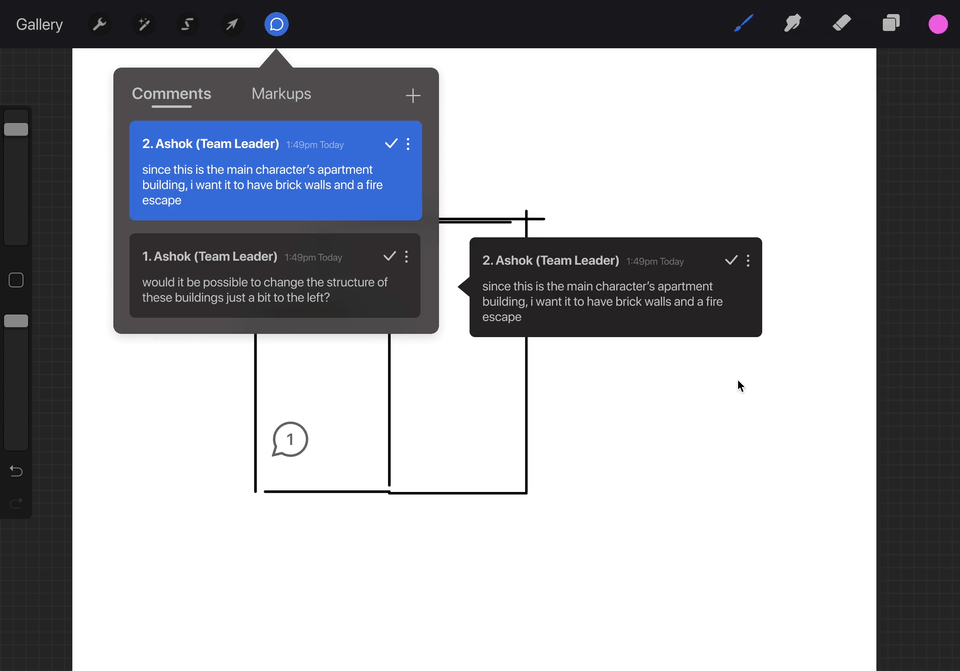 Gallery
Comments
Markups
2. Ashok (Team Leader) 1:49pm Today
since this is the main character’s apartment
building, i want it to have brick walls and a fire
escape
1. Ashok (Team Leader) 1:49pm Today
would it be possible to change the structure of
these buildings just a bit to the left?
2. Ashok (Team Leader) 1:49pm Today
since this is the main character’s apartment
building, i want it to have brick walls and a fire
escape
1